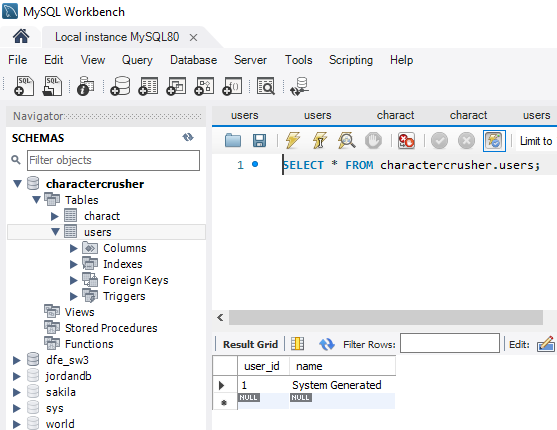 MySQL Workbench
Local instance MySQL80 ×
File Edit View Query Database Server Tools Scripting Help
SQL SQL
Navigator
users users charact charact users
SCHEMAS
Limit to
Filter objects
1 SELECT * FROM charactercrusher.users;
charactercrusher
Tables
charact
users
Columns
Indexes
Foreign Keys
Triggers
Views
Stored Procedures
Functions
dfe_sw3
jordandb
sakila
sys
world
Result Grid Filter Rows: Edit:
user_id name
1 System Generated
NULL NULL